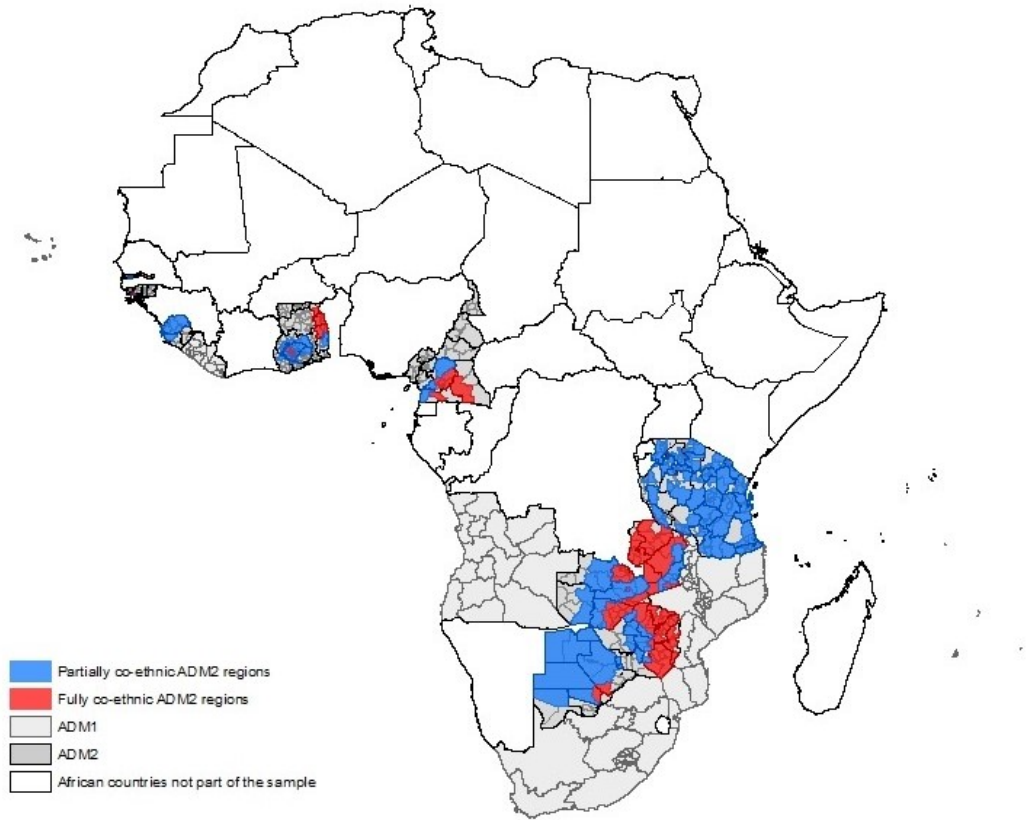 Partially co-ethnic ADM2 regions
Fully co-ethnic ADM2 regions
ADM1
ADM2
African countries not part of the sample